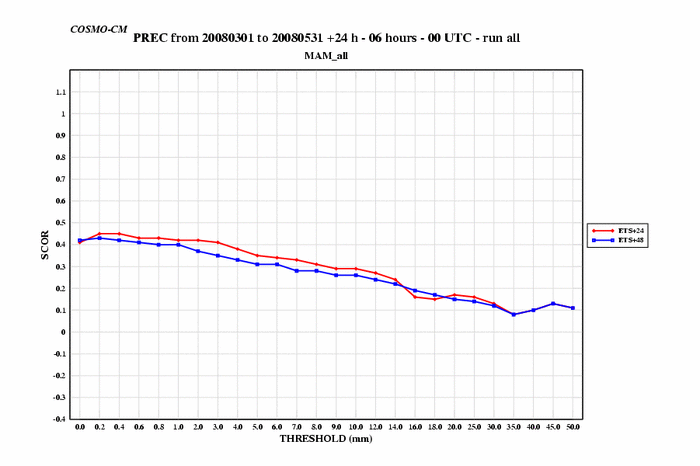 COSMO-CM
PREC from 20080301 to 20080531 +24 h - 06 hours - 00 UTC - run all
MAM_all
1.1
1
0.9
0.8
0.7
0.6
0.5
0.4
0.3
0.2
0.1
0
-0.1
-0.2
-0.3
-0.4
SCOR
ETS+24
ETS+48
0.0 0.2 0.4 0.6 0.8 1.0 2.0 3.0 4.0 5.0 6.0 7.0 8.0 9.0 10.0 12.0 14.0 16.0 18.0 20.0 25.0 30.0 35.0 40.0 45.0 50.0
THRESHOLD (mm)